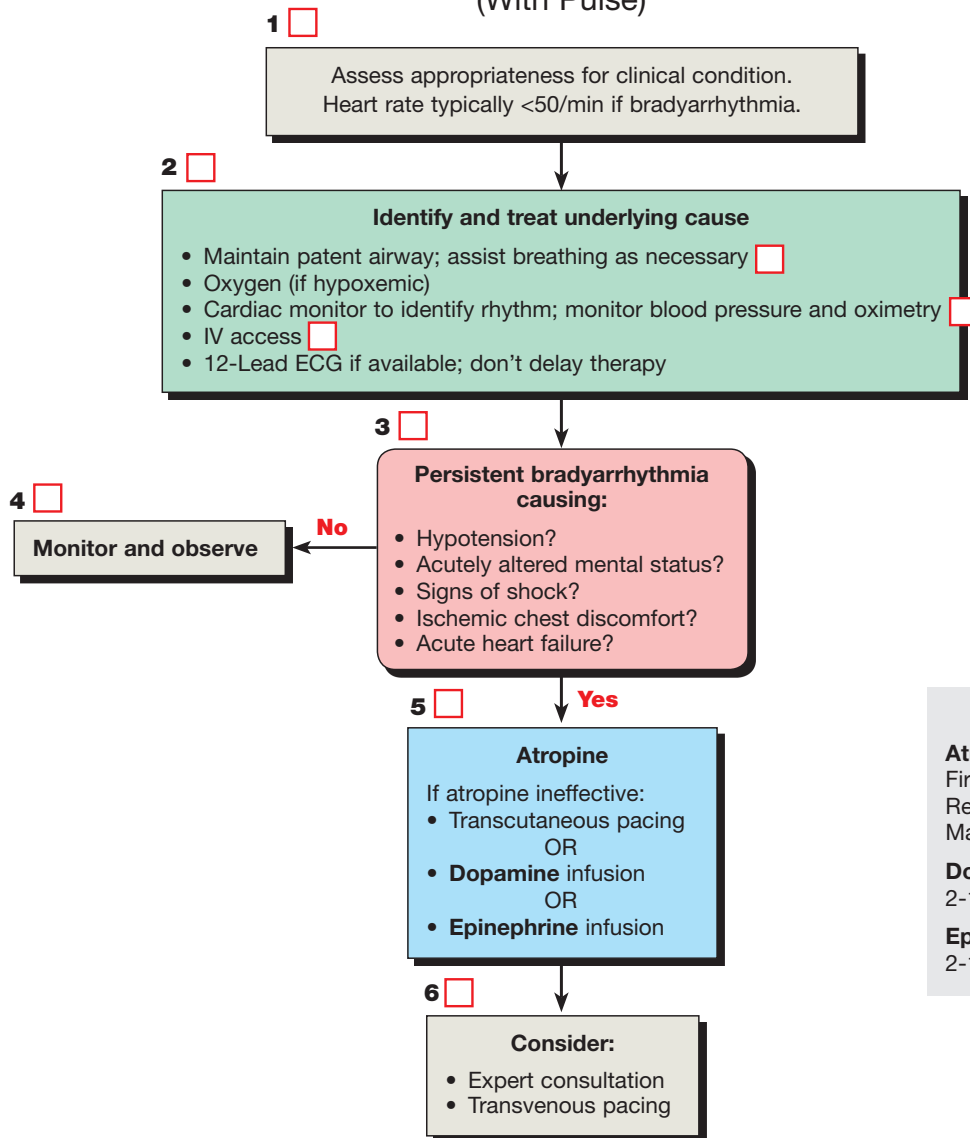 (With Pulse)
1
Assess appropriateness for clinical condition.
Heart rate typically <50/min if bradyarrhythmia.
2
Identify and treat underlying cause
• Maintain patent airway; assist breathing as necessary
• Oxygen (if hypoxemic)
• Cardiac monitor to identify rhythm; monitor blood pressure and oximetry
• IV access
• 12-Lead ECG if available; don’t delay therapy
3
Persistent bradyarrhythmia
causing:
• Hypotension?
• Acutely altered mental status?
• Signs of shock?
• Ischemic chest discomfort?
• Acute heart failure?
4
No
Monitor and observe
Yes
5
Atropine
If atropine ineffective:
• Transcutaneous pacing
OR
• Dopamine infusion
OR
• Epinephrine infusion
6
Consider:
• Expert consultation
• Transvenous pacing